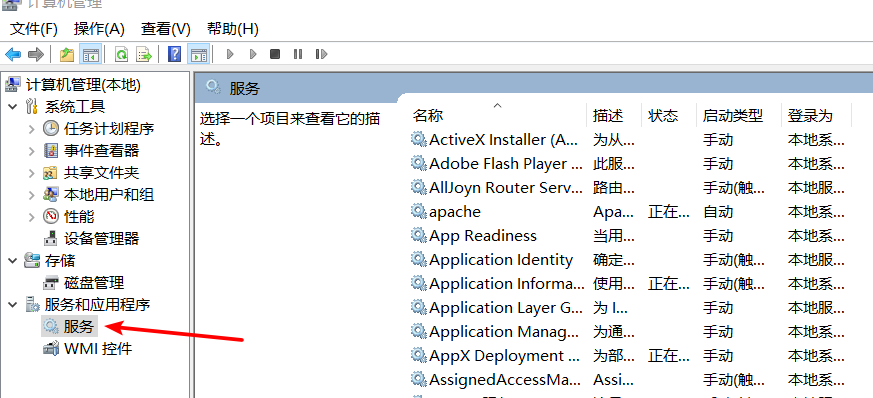 计算机管理
文件(F) 操作(A) 查看(V) 帮助(H)
计算机管理(本地)
系统工具
任务计划程序
事件查看器
共享文件夹
本地用户和组
性能
设备管理器
存储
磁盘管理
服务和应用程序
服务
WMI 控件
服务
选择一个项目来查看它的描
述。
名称 描述 状态 启动类型 登录为
ActiveX Installer (A... 为从... 手动 本地系...
Adobe Flash Player ... 此服... 手动 本地系...
AllJoyn Router Serv... 路由... 手动(触... 本地服...
apache Apa... 正在... 自动 本地系...
App Readiness 当用... 手动 本地系...
Application Identity 确定... 手动(触... 本地服...
Application Informa... 使用... 正在... 手动(触... 本地系...
Application Layer G... 为 I... 手动 本地服...
Application Manag... 为通... 手动 本地系...
AppX Deployment ... 为部... 正在... 手动 本地系...
AssignedAccessMa... Assi... 手动(触... 本地系...